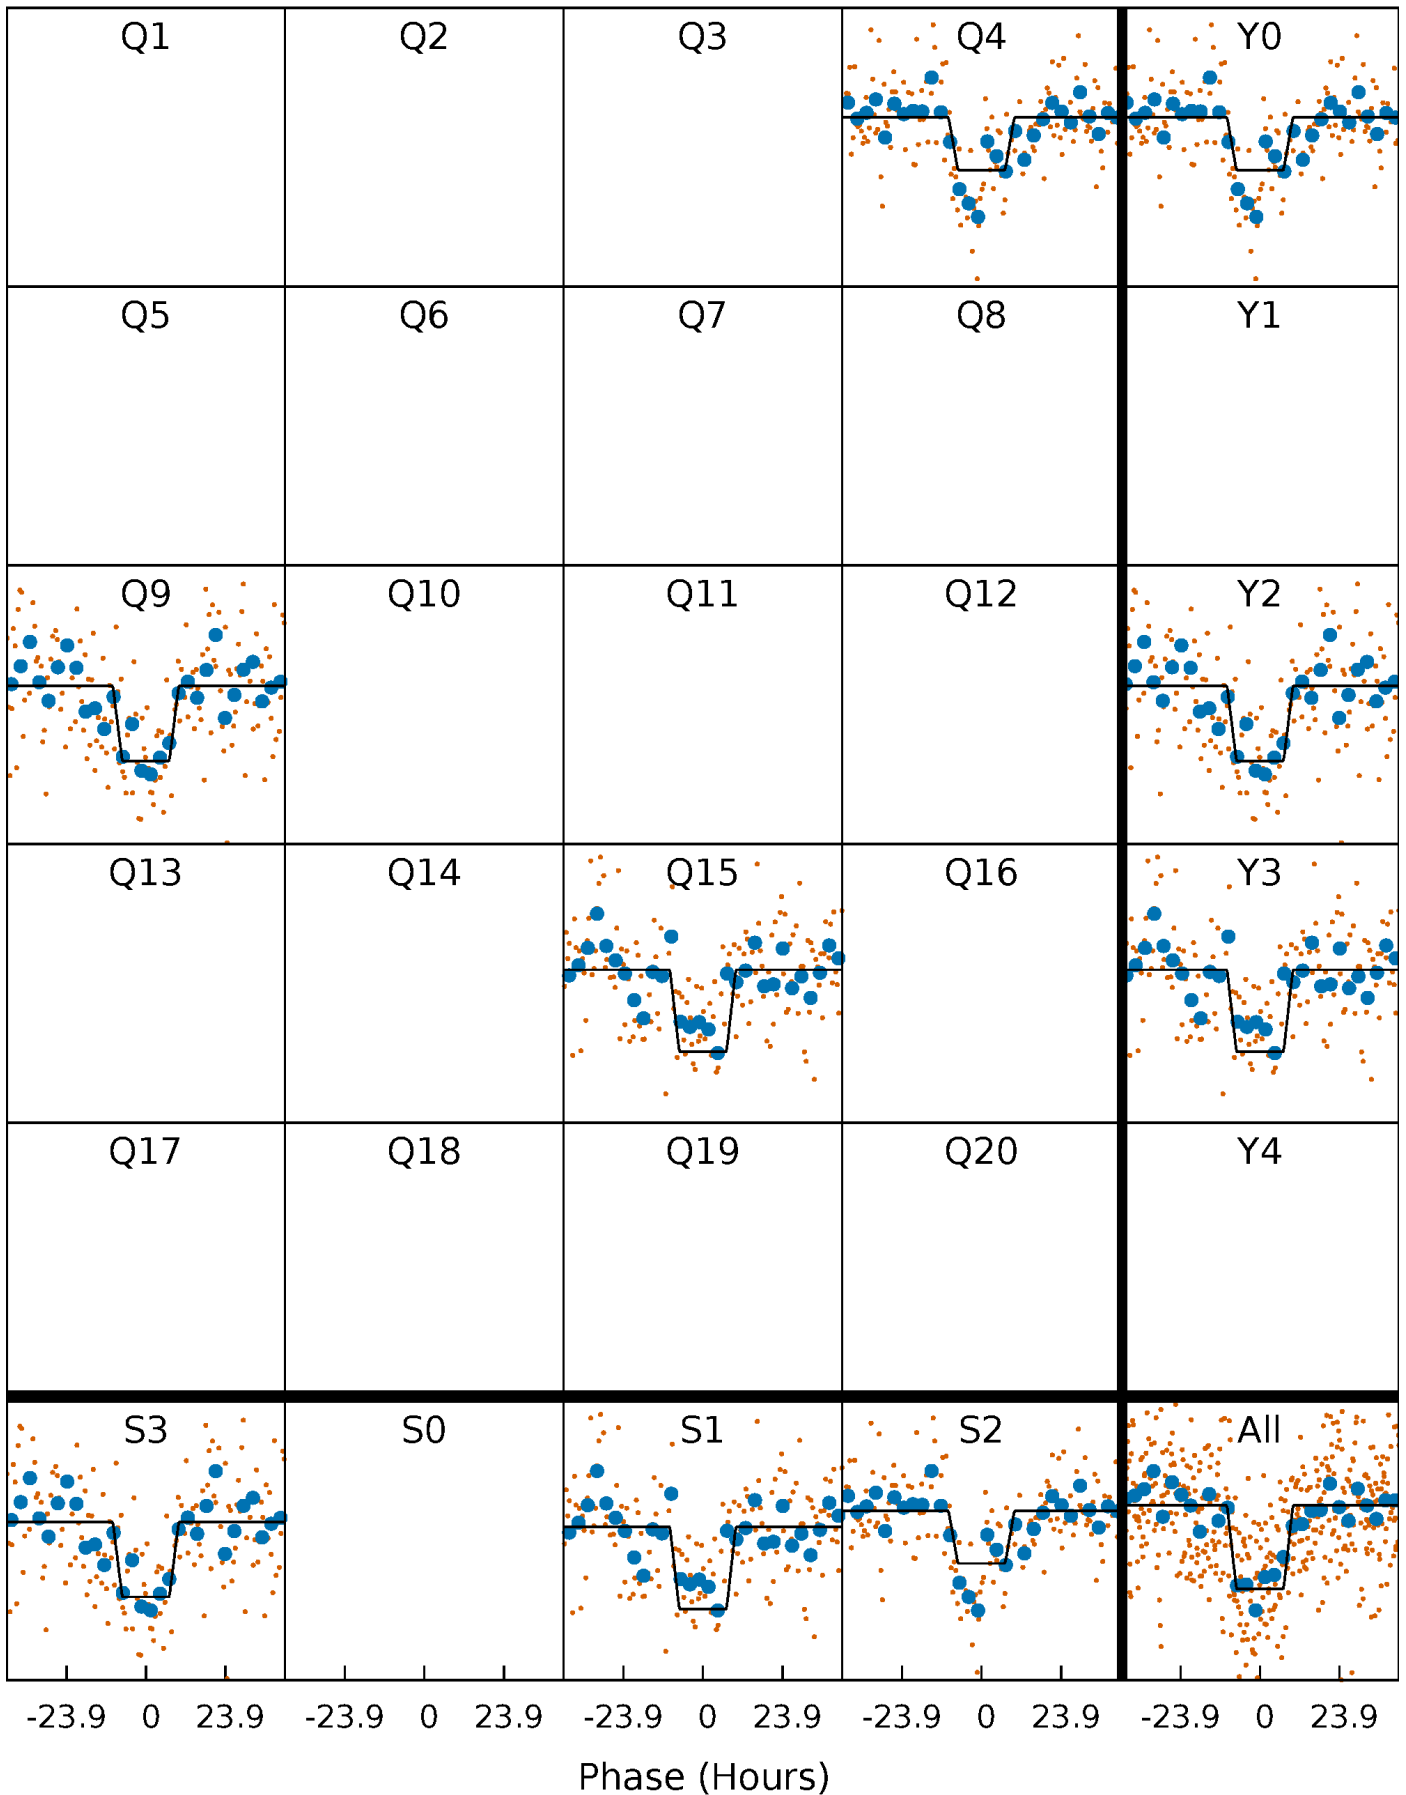 Q1 Q2 Q3 Q4 Y0
Q5 Q6 Q7 Q8 Y1
Q9 Q10 Q11 Q12 Y2
Q13 Q14 Q15 Q16 Y3
Q17 Q18 Q19 Q20 Y4
S3 S0 S1 S2 All
-23.9 0 23.9 -23.9 0 23.9 -23.9 0 23.9 -23.9 0 23.9 -23.9 0 23.9
Phase (Hours)